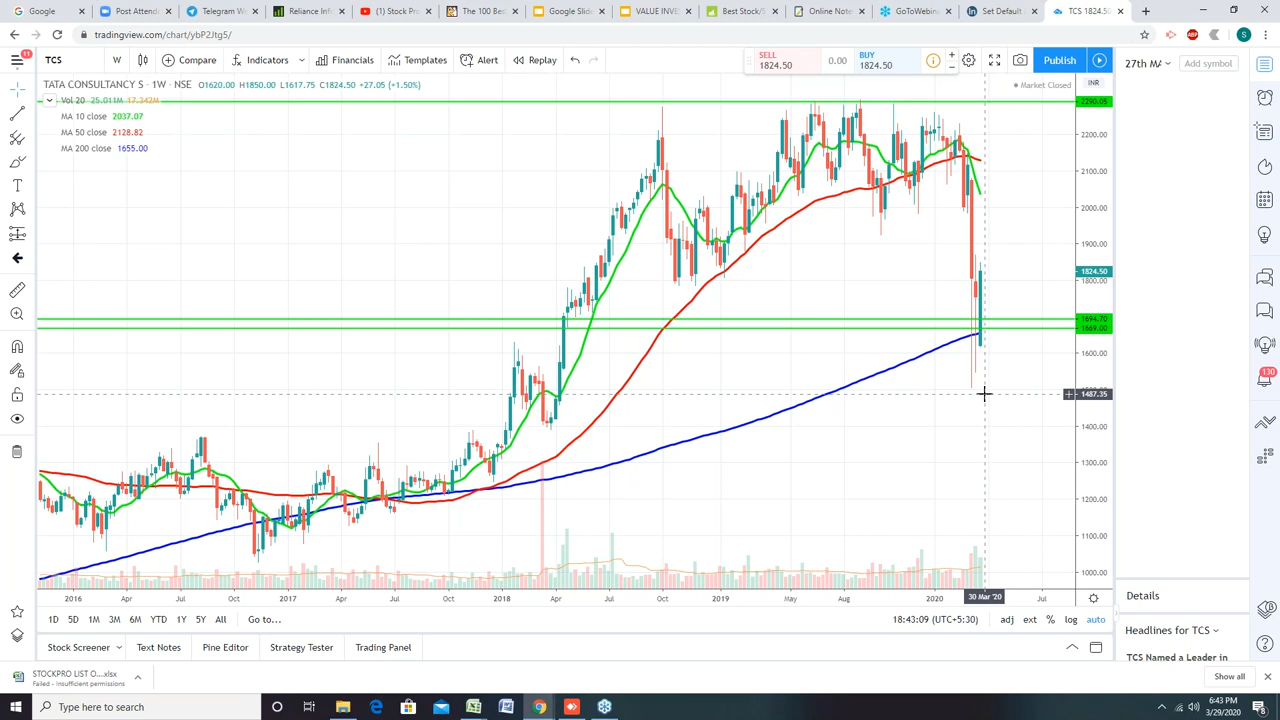 Google
Post Attende
Telegram W
Reliance Info
(1) Stock Pr
The 100 Bes
Google Slide
VALUE INVE
Best Stock/S
Online Note
GoToWebin
Set Default
TCS 1824.50
tradingview.com/chart/ybP2Jtg5/
S
11
TCS
W
Compare
Indicators
Financials
Templates
Alert
Replay
SELL
1824.50
0.00
BUY
1824.50
Publish
27th MA
Add symbol
TATA CONSULTANCY S · 1W · NSE O1620.00 H1850.00 L1617.75 C1824.50
+1.50%)
Market Closed
INR
Vol 20 25.011M 17.342M
MA 10 close 2037.07
MA 50 close 2128.82
MA 200 close 1655.00
2290.05
2200.00
2100.00
2000.00
1900.00
1824.50
1800.00
1694.70
1669.00
1600.00
1487.35
1400.00
1300.00
1200.00
1100.00
1000.00
130
2016 Apr Jul Oct 2017 Apr Jul Oct 2018 Apr Jul Oct 2019 May Aug 2020 30 Mar '20 Jul
1D 5D 1M 3M 6M YTD 1Y 5Y All Go to...
18:43:09 (UTC+5:30) adj ext % log auto
Stock Screener Text Notes Pine Editor Strategy Tester Trading Panel
Details
Headlines for TCS
TCS Named a Leader in
STOCKPRO LIST O....xlsx
Failed - Insufficient permissions
Show all
Type here to search
6:43 PM
3/29/2020
8